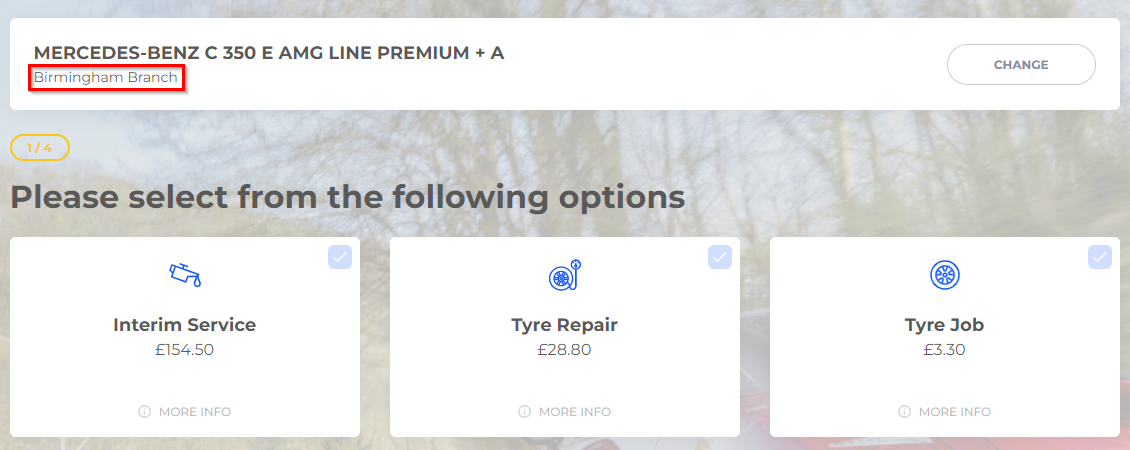 MERCEDES-BENZ C 350 E AMG LINE PREMIUM + A
Birmingham Branch
CHANGE
1 / 4
Please select from the following options
Interim Service
£154.50
MORE INFO
Tyre Repair
£28.80
MORE INFO
Tyre Job
£3.30
MORE INFO